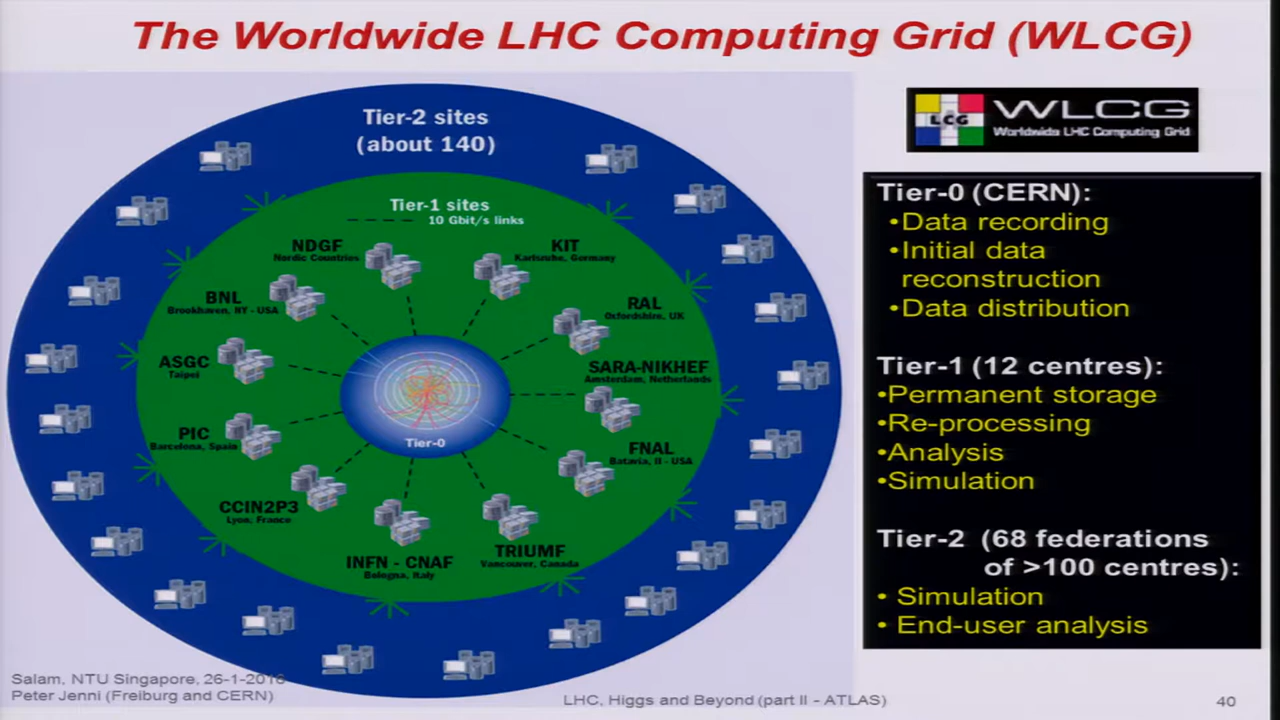 The Worldwide LHC Computing Grid (WLCG)
Tier-2 sites
(about 140)
Tier-1 sites
10 Gbit/s links
NDGF
Nordic Countries
KIT
Karlsruhe, Germany
BNL
Brookhaven, NY - USA
RAL
Oxfordshire, UK
ASGC
Taipei
SARA-NIKHEF
Amsterdam, Netherlands
PIC
Barcelona, Spain
Tier-0
FNAL
Batavia, Il - USA
CCIN2P3
Lyon, France
INFN - CNAF
Bologna, Italy
TRIUMF
Vancouver, Canada
LCG
WLCG
Worldwide LHC Computing Grid
Tier-0 (CERN):
•Data recording
•Initial data
reconstruction
•Data distribution
Tier-1 (12 centres):
•Permanent storage
•Re-processing
•Analysis
•Simulation
Tier-2 (68 federations
of >100 centres):
• Simulation
• End-user analysis
Salam, NTU Singapore, 26-1-2016
Peter Jenni (Freiburg and CERN)
LHC, Higgs and Beyond (part II - ATLAS)
40